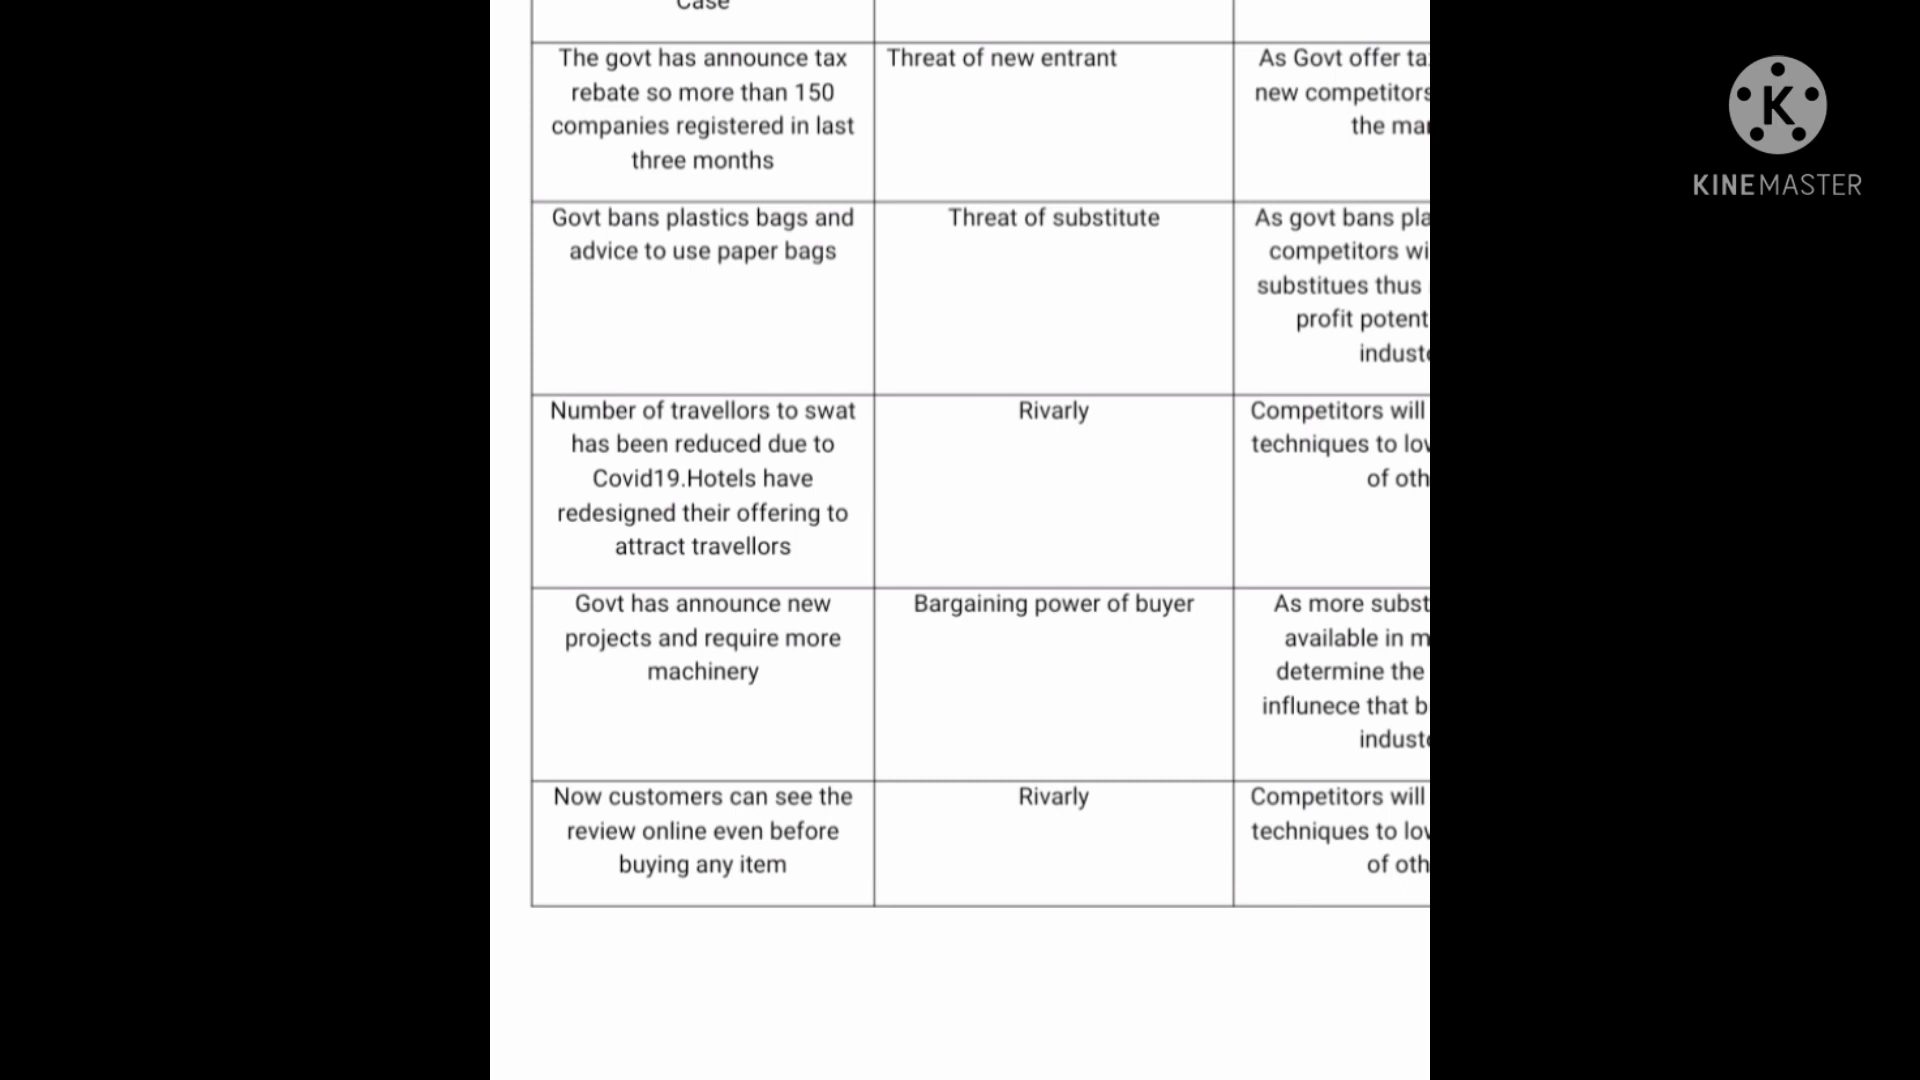 Case
The govt has announce tax
rebate so more than 150
companies registered in last
three months
Threat of new entrant
As Govt offer
new competitors
the
Govt bans plastics bags and
advice to use paper bags
Threat of substitute
As govt bans
competitors
substitues thus
profit
Number of travellors to swat
has been reduced due to
Covid19.Hotels have
redesigned their offering to
attract travellors
Rivarly
Competitors will
techniques to
of
Govt has announce new
projects and require more
machinery
Bargaining power of buyer
As more
available in
determine the
influnece that
Now customers can see the
review online even before
buying any item
Rivarly
Competitors will
techniques to
of
K
KINEMASTER